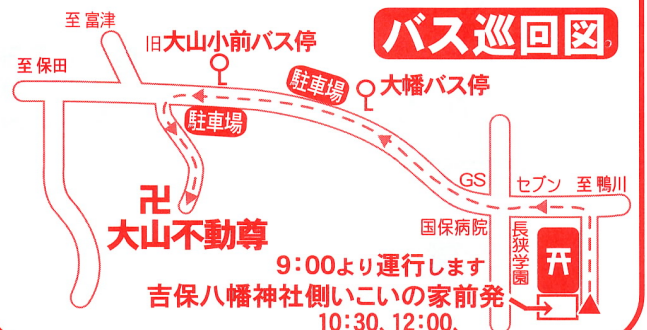 バス巡回図
至 富津
旧大山小前バス停
至 保田
駐車場
大幡バス停
駐車場
卍
大山不動尊
GS
セブン
至 鴨川
国保病院
長狭学園
9:00より運行します
吉保八幡神社側いこいの家前発
10:30、12:00、